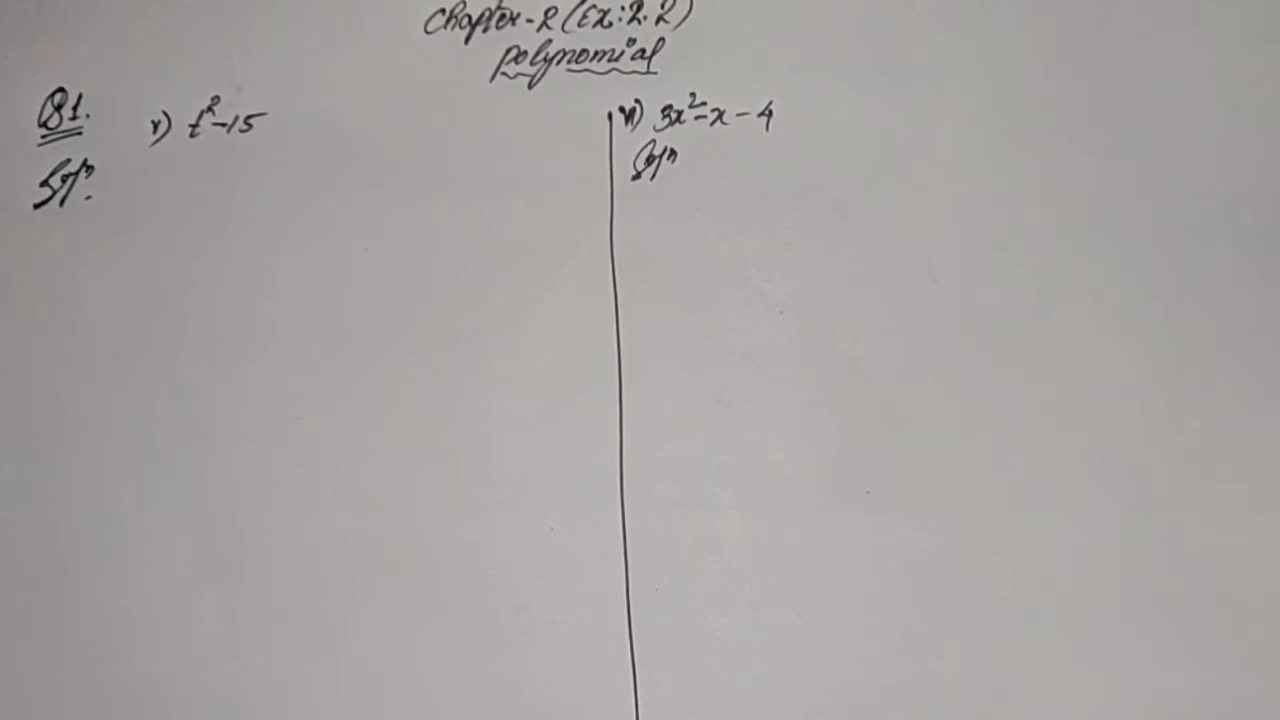 Chapter-2 (Ex:2.2)
polynomial
Q1. v) t²-15
Solⁿ.
vi) 3x²-x-4
Solⁿ